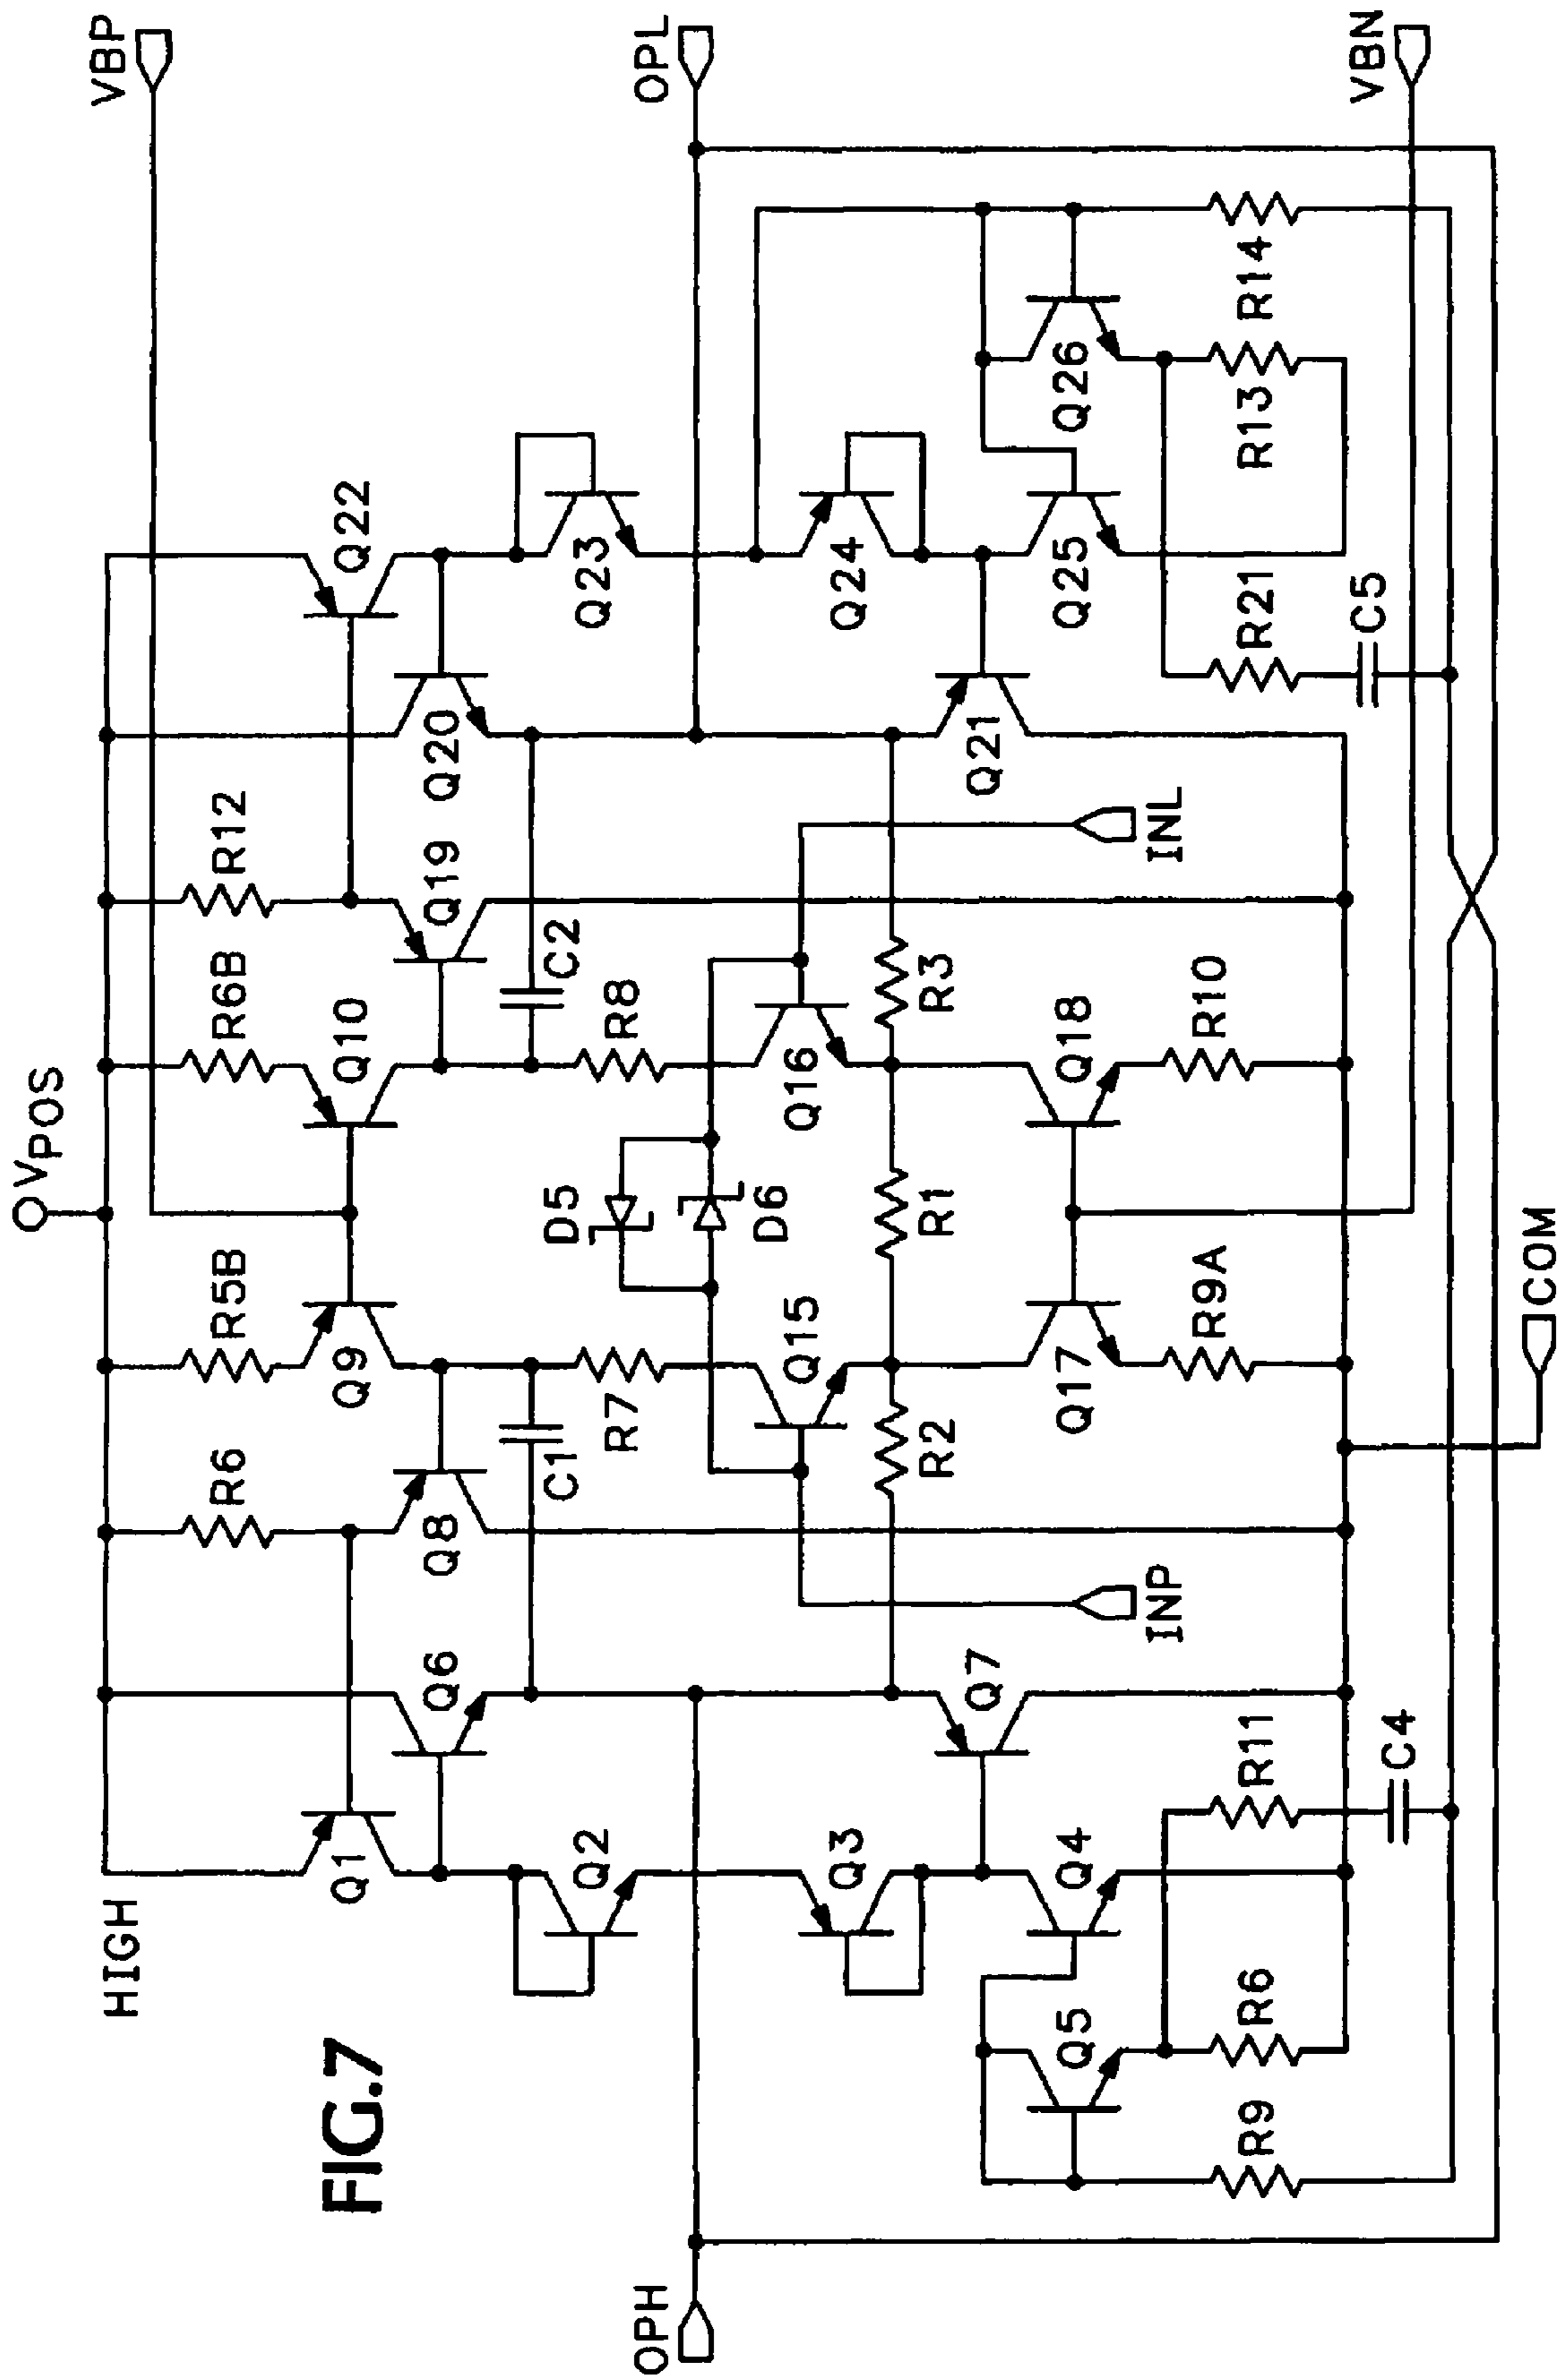 FIG.7
HIGH
VPOS
VBP
R6
R5B
R6B
R12
Q1
Q9
Q10
Q22
Q6
Q8
Q19
Q20
C1
D5
C2
Q23
Q2
R7
R8
OPH
OPL
D6
Q3
Q15
Q16
Q24
R2
R1
R3
Q7
Q21
Q5
Q4
Q17
Q18
Q25
Q26
INP
INL
R9
R6
R11
R9A
R10
R21
R13
R14
C4
C5
VBN
COM